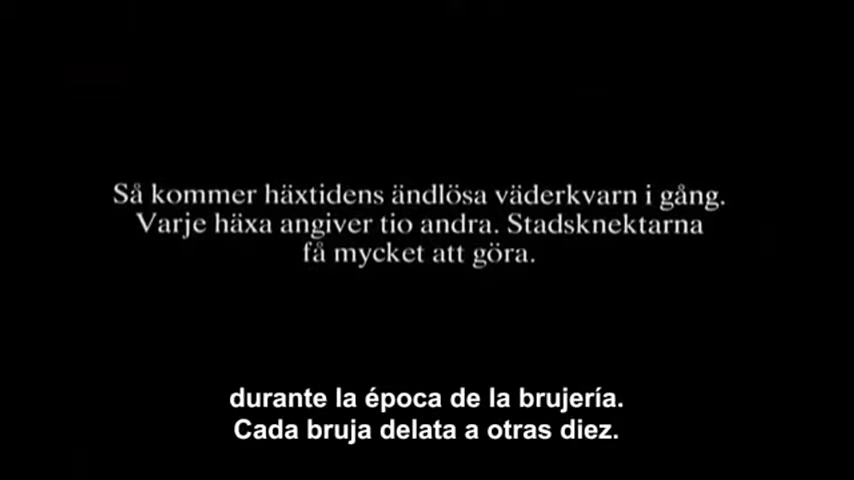 Så kommer häxtidens ändlösa väderkvarn i gång.
Varje häxa angiver tio andra. Stadsknektarna
få mycket att göra.
durante la época de la brujería.
Cada bruja delata a otras diez.